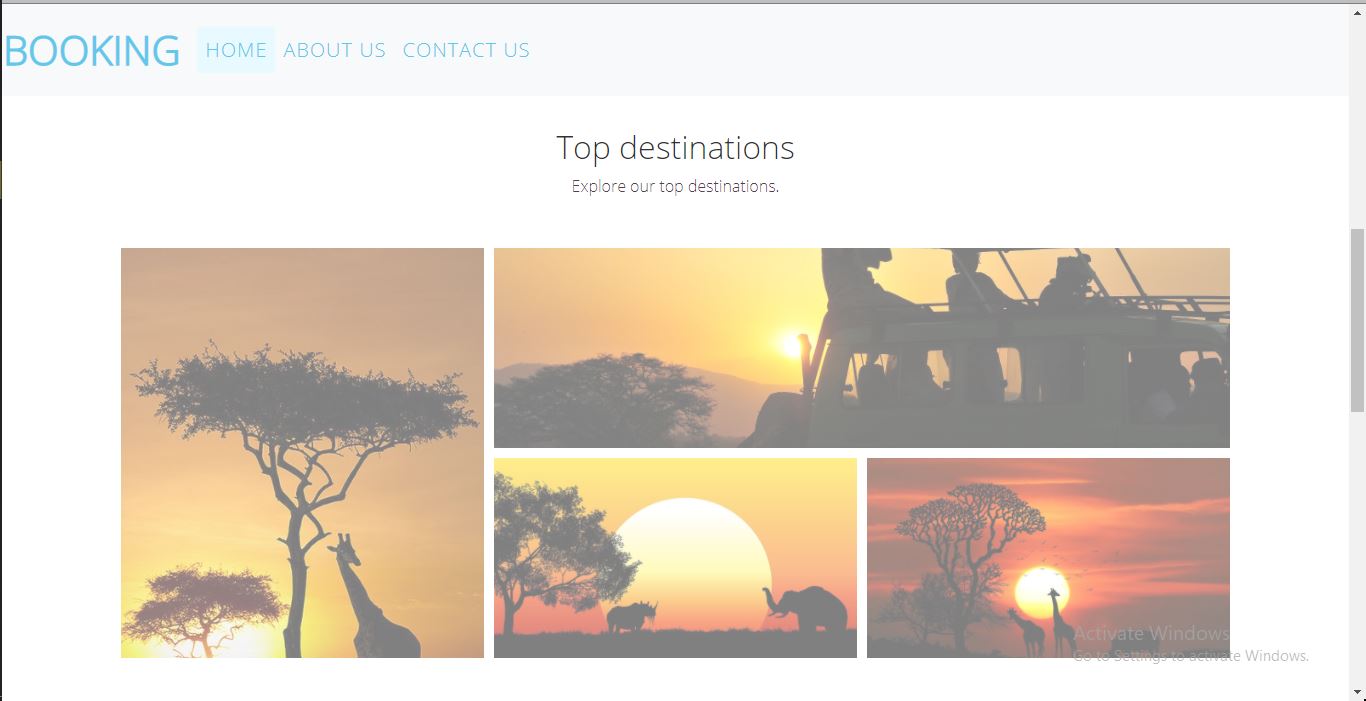 BOOKING HOME ABOUT US CONTACT US
Top destinations
Explore our top destinations.
Activate Windows
Go to Settings to activate Windows.